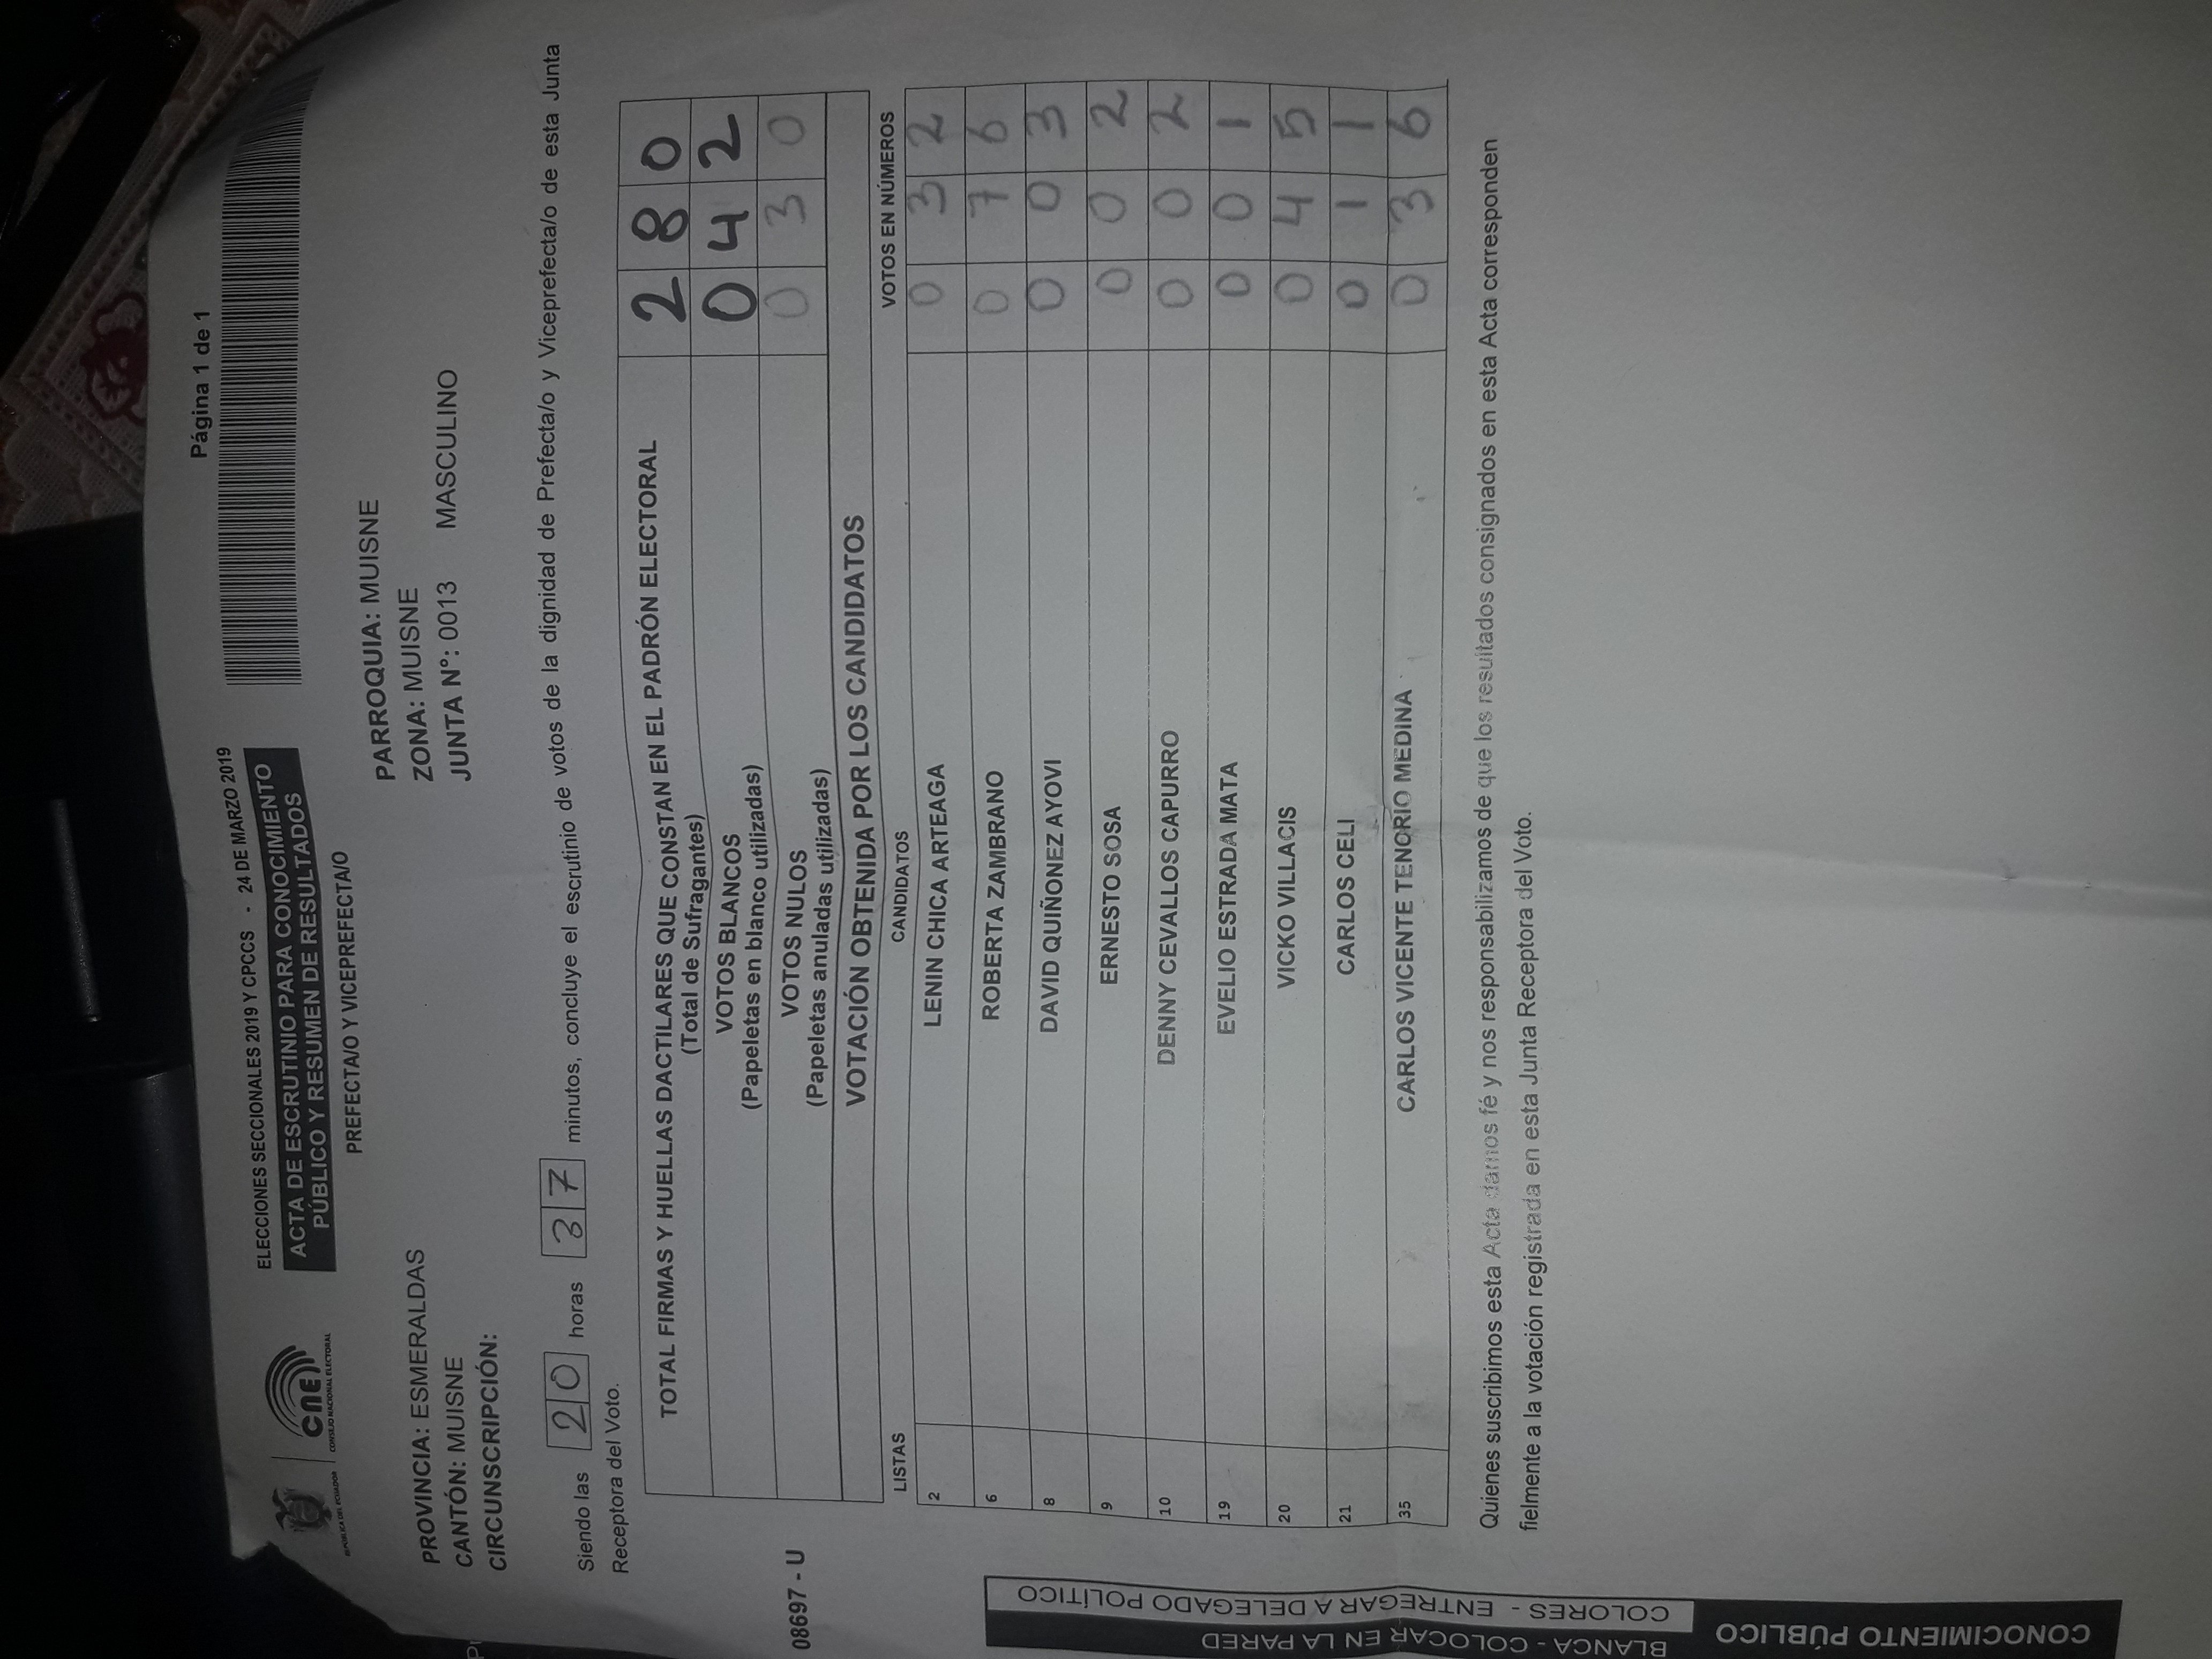 Página 1 de 1
ELECCIONES SECCIONALES 2019 Y CPCCS - 24 DE MARZO 2019
ACTA DE ESCRUTINIO PARA CONOCIMIENTO
PÚBLICO Y RESUMEN DE RESULTADOS
PREFECTA/O Y VICEPREFECTA/O
REPÚBLICA DEL ECUADOR
CNE
CONSEJO NACIONAL ELECTORAL
PROVINCIA: ESMERALDAS
CANTÓN: MUISNE
CIRCUNSCRIPCIÓN:
PARROQUIA: MUISNE
ZONA: MUISNE
JUNTA N°: 0013 MASCULINO
Siendo las 20 horas 37 minutos, concluye el escrutinio de votos de la dignidad de Prefecta/o y Viceprefecta/o de esta Junta
Receptora del Voto.
TOTAL FIRMAS Y HUELLAS DACTILARES QUE CONSTAN EN EL PADRÓN ELECTORAL 2 8 0
(Total de Sufragantes)
VOTOS BLANCOS 0 4 2
(Papeletas en blanco utilizadas)
VOTOS NULOS 0 3 0
(Papeletas anuladas utilizadas)
08697 - U
VOTACIÓN OBTENIDA POR LOS CANDIDATOS
LISTAS CANDIDATOS VOTOS EN NÚMEROS
2 LENIN CHICA ARTEAGA 0 3 2
6 ROBERTA ZAMBRANO 0 7 6
8 DAVID QUIÑONEZ AYOVI 0 0 3
9 ERNESTO SOSA 0 0 2
10 DENNY CEVALLOS CAPURRO 0 0 2
19 EVELIO ESTRADA MATA 0 0 1
20 VICKO VILLACIS 0 4 5
21 CARLOS CELI 0 1 1
35 CARLOS VICENTE TENORIO MEDINA 0 3 6
Quienes suscribimos esta Acta damos fé y nos responsabilizamos de que los resultados consignados en esta Acta corresponden
fielmente a la votación registrada en esta Junta Receptora del Voto.
CONOCIMIENTO PÚBLICO
BLANCA - COLOCAR EN LA PARED
COLORES - ENTREGAR A DELEGADO POLÍTICO